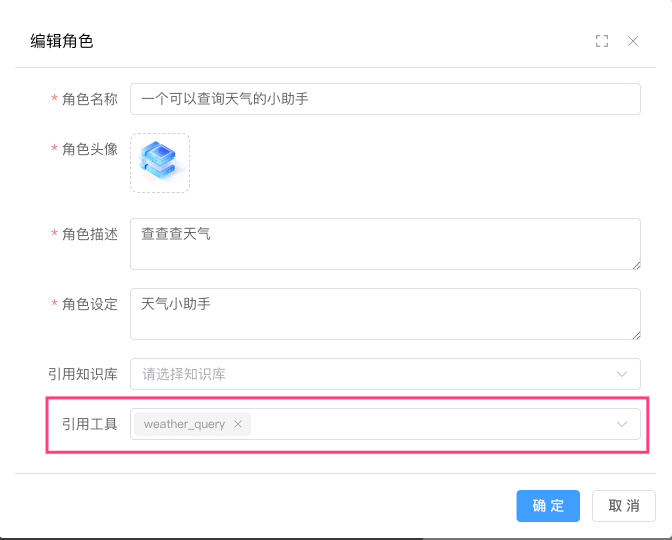 编辑角色
* 角色名称 一个可以查询天气的小助手
* 角色头像
* 角色描述 查查查天气
* 角色设定 天气小助手
引用知识库 请选择知识库
引用工具 weather_query ×
确 定 取 消